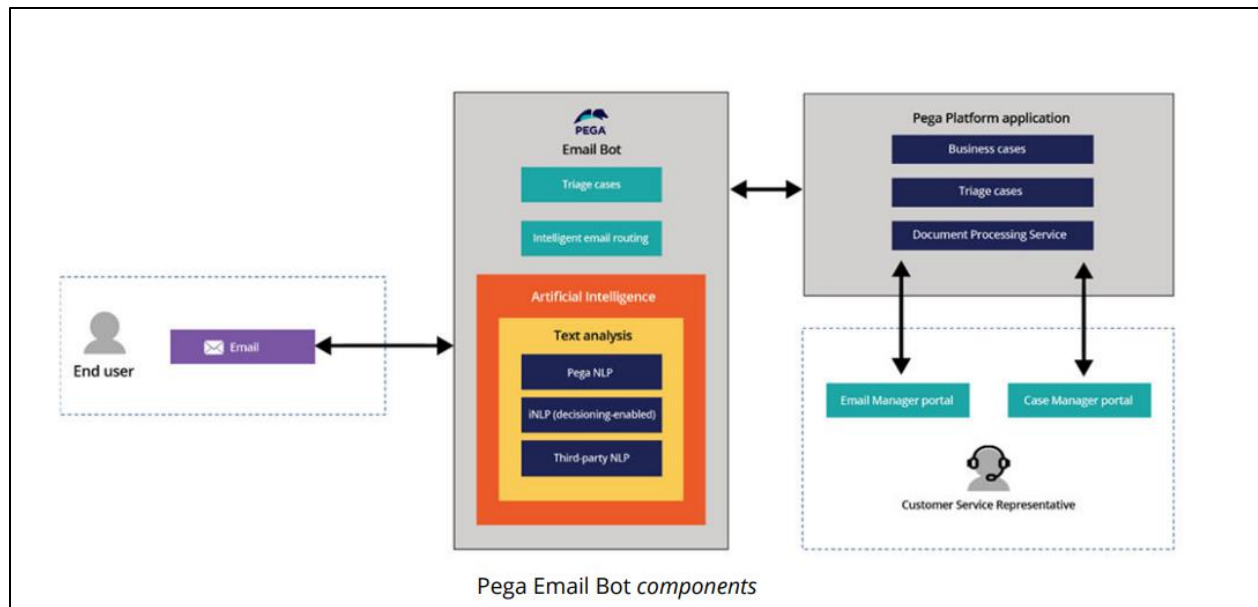 PEGA
Email Bot
Triage cases
Intelligent email routing
Artificial Intelligence
Text analysis
Pega NLP
iNLP (decisioning-enabled)
Third-party NLP
End user
Email
Pega Platform application
Business cases
Triage cases
Document Processing Service
Email Manager portal
Case Manager portal
Customer Service Representative
Pega Email Bot components